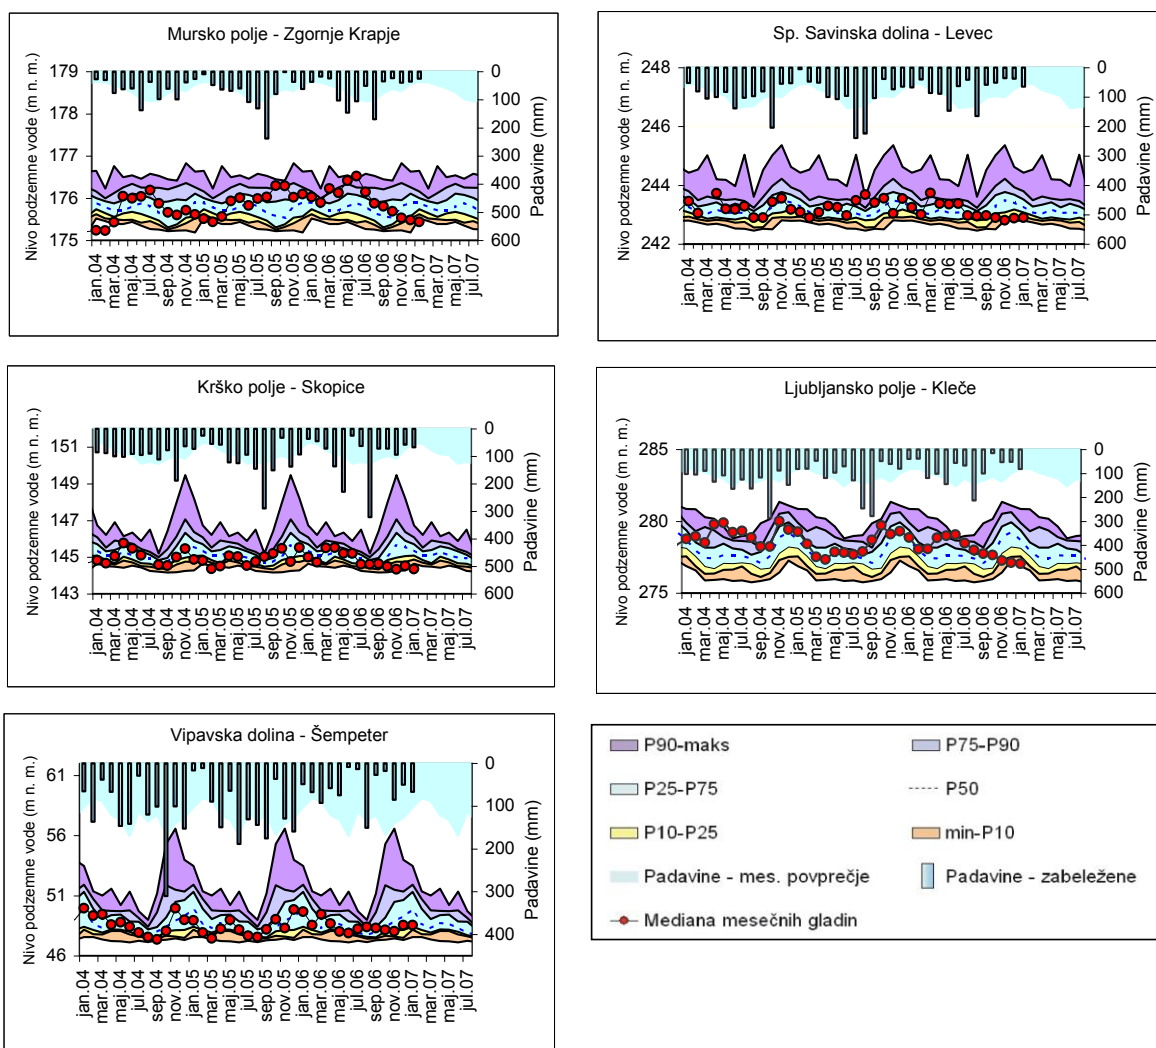 Mursko polje - Zgornje Krapje
Nivo podzemne vode (m n. m.)
179
178
177
176
175
0
100
200
300
400
500
600
Padavine (mm)
jan.04
mar.04
maj.04
jul.04
sep.04
nov.04
jan.05
mar.05
maj.05
jul.05
sep.05
nov.05
jan.06
mar.06
maj.06
jul.06
sep.06
nov.06
jan.07
mar.07
maj.07
jul.07
Sp. Savinska dolina - Levec
Nivo podzemne vode (m n. m.)
248
246
244
242
0
100
200
300
400
500
600
Padavine (mm)
jan.04
mar.04
maj.04
jul.04
sep.04
nov.04
jan.05
mar.05
maj.05
jul.05
sep.05
nov.05
jan.06
mar.06
maj.06
jul.06
sep.06
nov.06
jan.07
mar.07
maj.07
jul.07
Krško polje - Skopice
Nivo podzemne vode (m n. m.)
151
149
147
145
143
0
100
200
300
400
500
600
Padavine (mm)
jan.04
mar.04
maj.04
jul.04
sep.04
nov.04
jan.05
mar.05
maj.05
jul.05
sep.05
nov.05
jan.06
mar.06
maj.06
jul.06
sep.06
nov.06
jan.07
mar.07
maj.07
jul.07
Ljubljansko polje - Kleče
Nivo podzemne vode (m n. m.)
285
280
275
0
100
200
300
400
500
600
Padavine (mm)
jan.04
mar.04
maj.04
jul.04
sep.04
nov.04
jan.05
mar.05
maj.05
jul.05
sep.05
nov.05
jan.06
mar.06
maj.06
jul.06
sep.06
nov.06
jan.07
mar.07
maj.07
jul.07
Vipavska dolina - Šempeter
Nivo podzemne vode (m n. m.)
61
56
51
46
0
100
200
300
400
Padavine (mm)
jan.04
mar.04
maj.04
jul.04
sep.04
nov.04
jan.05
mar.05
maj.05
jul.05
sep.05
nov.05
jan.06
mar.06
maj.06
jul.06
sep.06
nov.06
jan.07
mar.07
maj.07
jul.07
P90-maks
P75-P90
P25-P75
P50
P10-P25
min-P10
Padavine - mes. povprečje
Padavine - zabeležene
Mediana mesečnih gladin